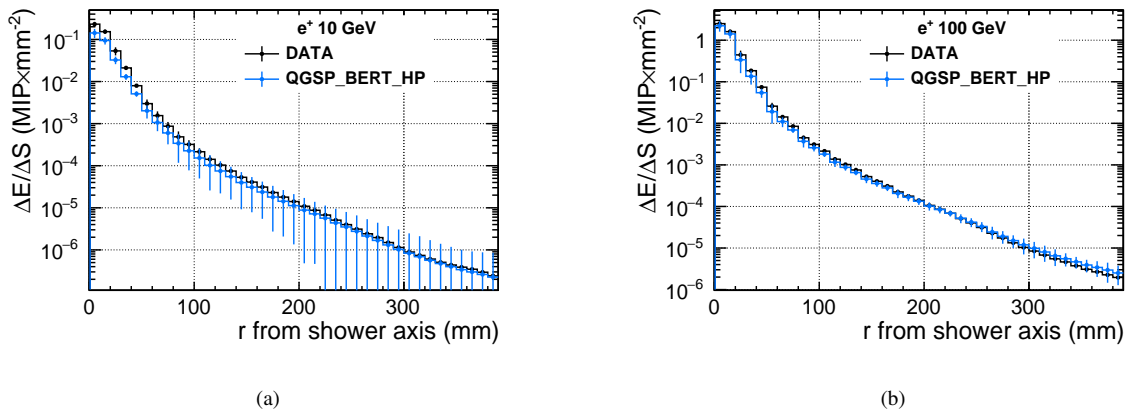 e⁺ 10 GeV
DATA
QGSP_BERT_HP
ΔE/ΔS (MIP×mm⁻²)
10⁻¹
10⁻²
10⁻³
10⁻⁴
10⁻⁵
10⁻⁶
0 100 200 300
r from shower axis (mm)
(a)
e⁺ 100 GeV
DATA
QGSP_BERT_HP
ΔE/ΔS (MIP×mm⁻²)
1
10⁻¹
10⁻²
10⁻³
10⁻⁴
10⁻⁵
10⁻⁶
0 100 200 300
r from shower axis (mm)
(b)